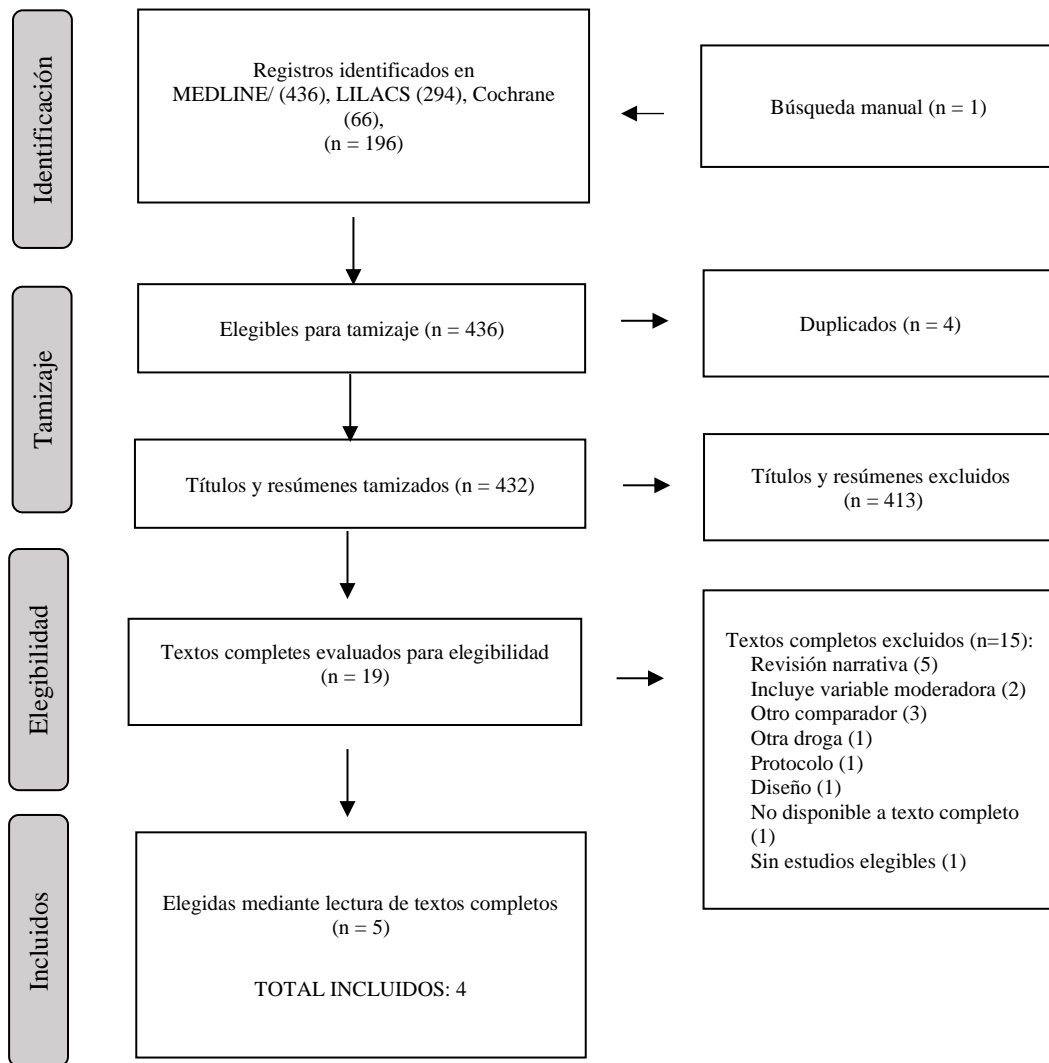 Identificación
Registros identificados en
MEDLINE/ (436), LILACS (294), Cochrane
(66),
(n = 196)
Búsqueda manual (n = 1)
Tamizaje
Elegibles para tamizaje (n = 436)
Duplicados (n = 4)
Títulos y resúmenes tamizados (n = 432)
Títulos y resúmenes excluidos
(n = 413)
Elegibilidad
Textos completes evaluados para elegibilidad
(n = 19)
Textos completos excluidos (n=15):
Revisión narrativa (5)
Incluye variable moderadora (2)
Otro comparador (3)
Otra droga (1)
Protocolo (1)
Diseño (1)
No disponible a texto completo
(1)
Sin estudios elegibles (1)
Incluidos
Elegidas mediante lectura de textos completos
(n = 5)
TOTAL INCLUIDOS: 4